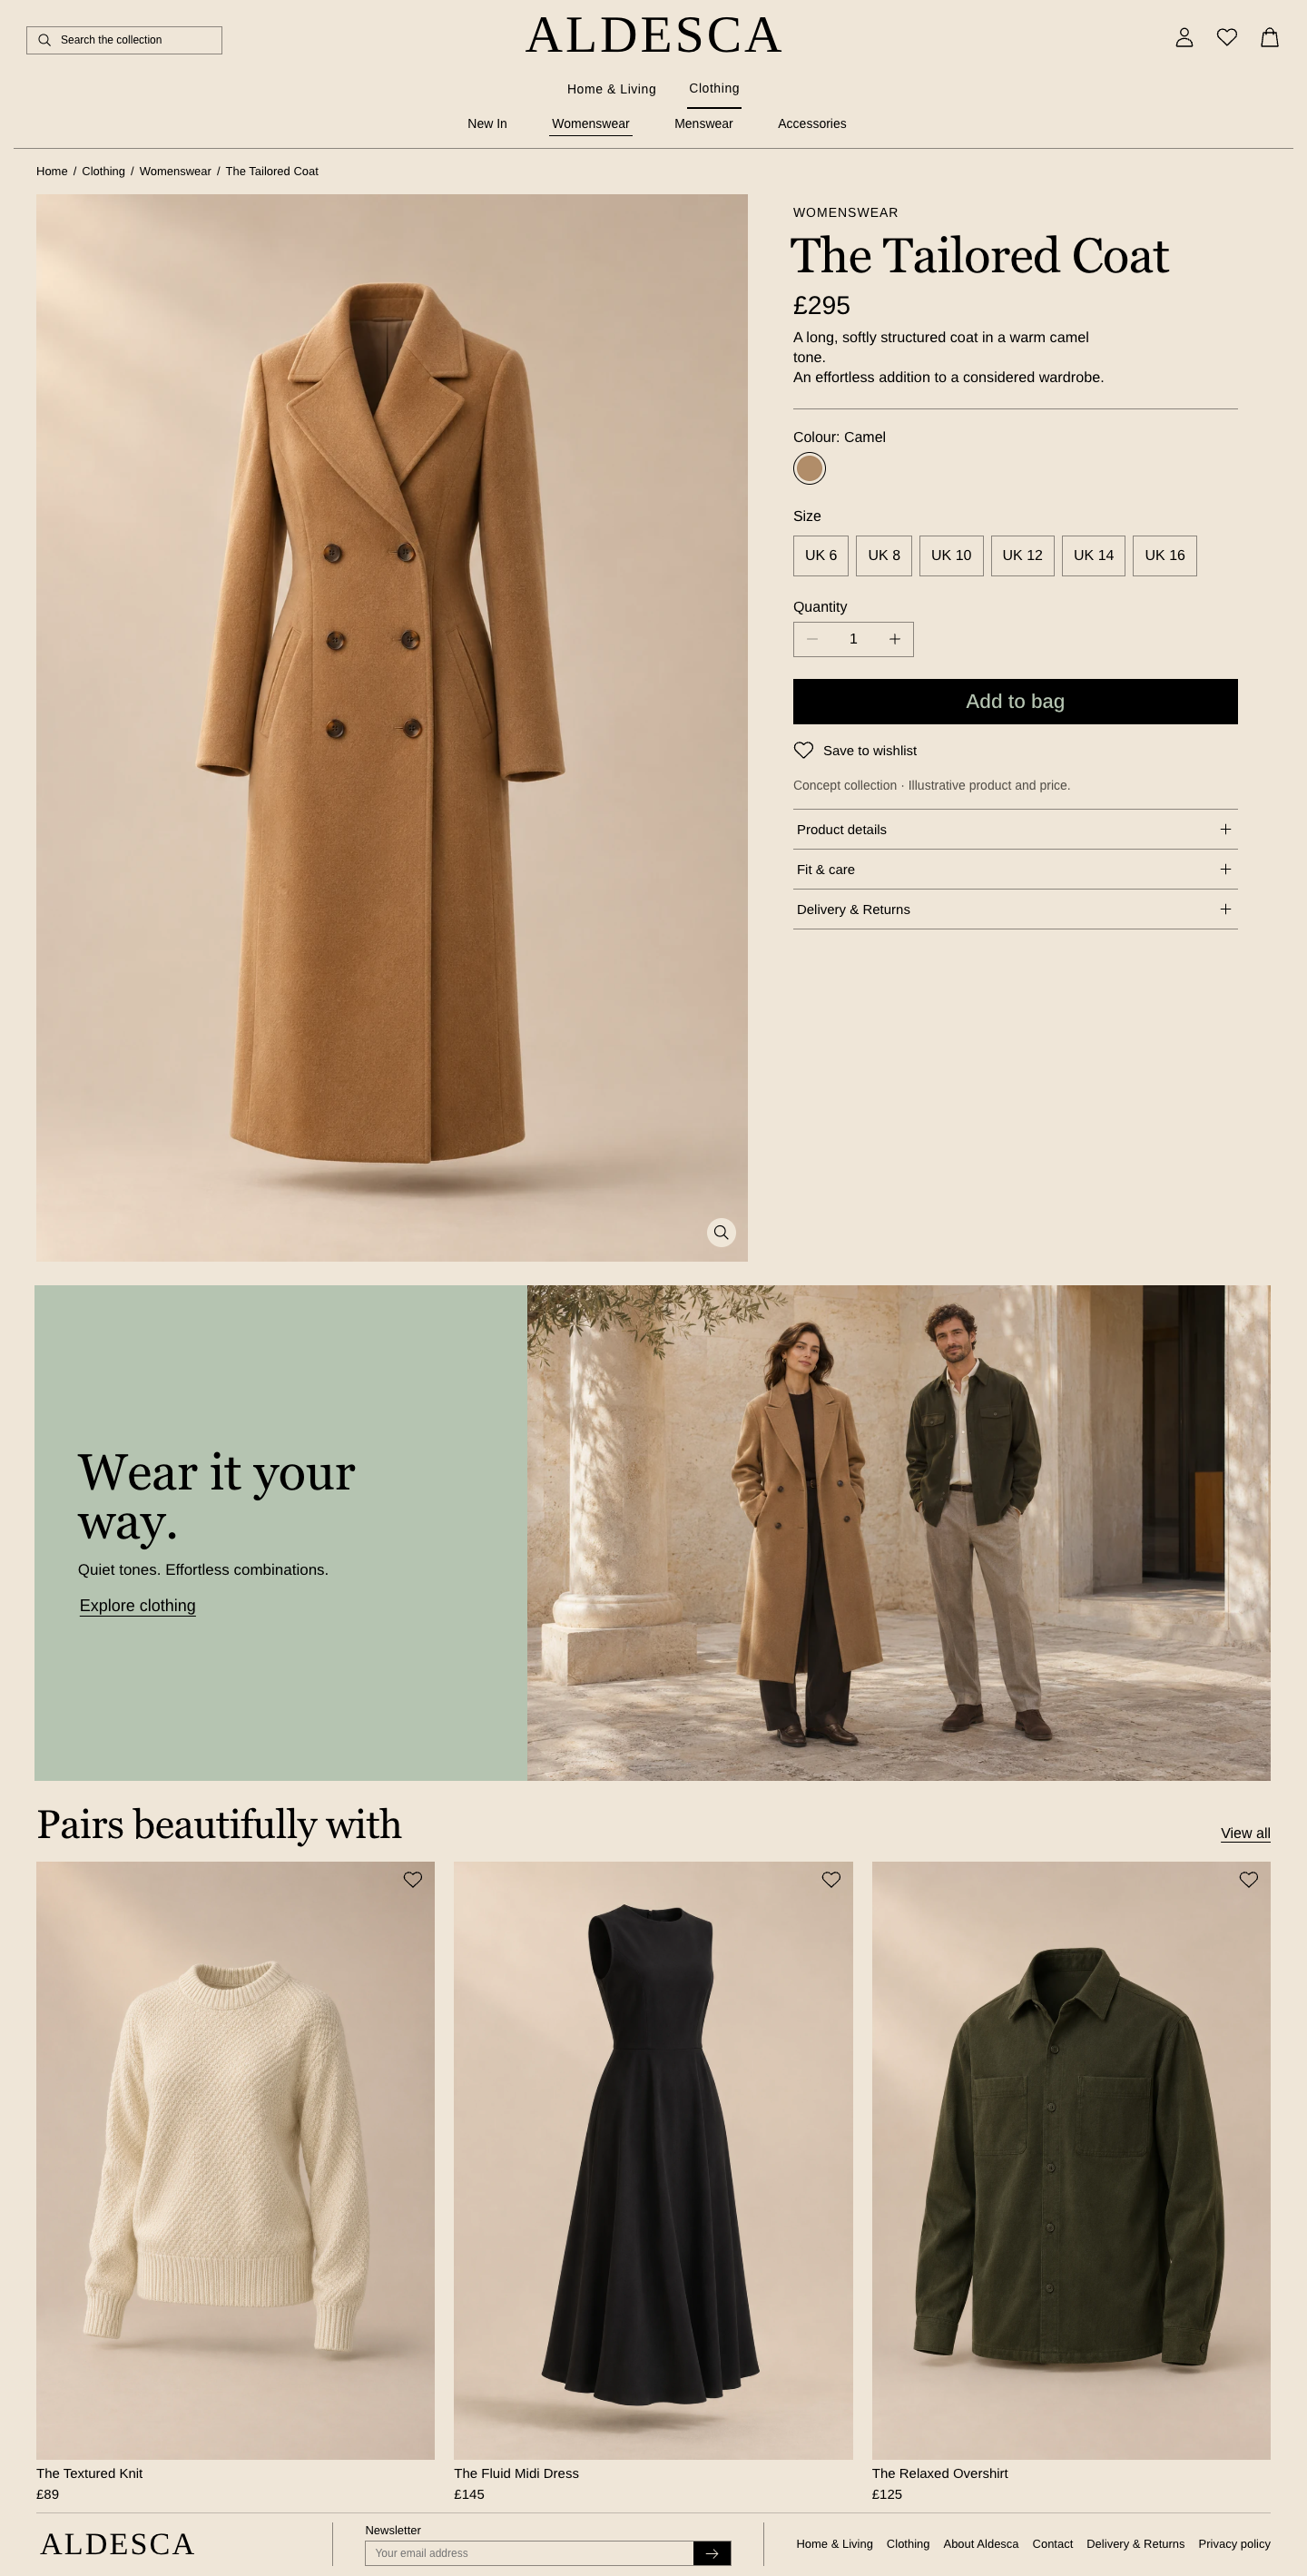 Search the collection
ALDESCA
Home & Living
Clothing
New In
Womenswear
Menswear
Accessories
Home / Clothing / Womenswear / The Tailored Coat
WOMENSWEAR
The Tailored Coat
£295
A long, softly structured coat in a warm camel
tone.
An effortless addition to a considered wardrobe.
Colour: Camel
Size
UK 6
UK 8
UK 10
UK 12
UK 14
UK 16
Quantity
1
Add to bag
Save to wishlist
Concept collection · Illustrative product and price.
Product details
Fit & care
Delivery & Returns
Wear it your
way.
Quiet tones. Effortless combinations.
Explore clothing
Pairs beautifully with
View all
The Textured Knit
£89
The Fluid Midi Dress
£145
The Relaxed Overshirt
£125
ALDESCA
Newsletter
Your email address
Home & Living
Clothing
About Aldesca
Contact
Delivery & Returns
Privacy policy